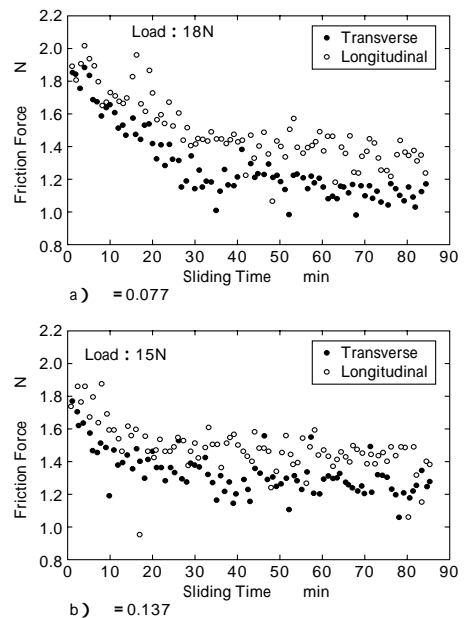 2.2
2.0
1.8
1.6
1.4
1.2
1.0
0.8
Friction Force N
Load : 18N
Transverse
Longitudinal
0 10 20 30 40 50 60 70 80 90
Sliding Time min
a) =0.077
2.2
2.0
1.8
1.6
1.4
1.2
1.0
0.8
Friction Force N
Load : 15N
Transverse
Longitudinal
0 10 20 30 40 50 60 70 80 90
Sliding Time min
b) =0.137